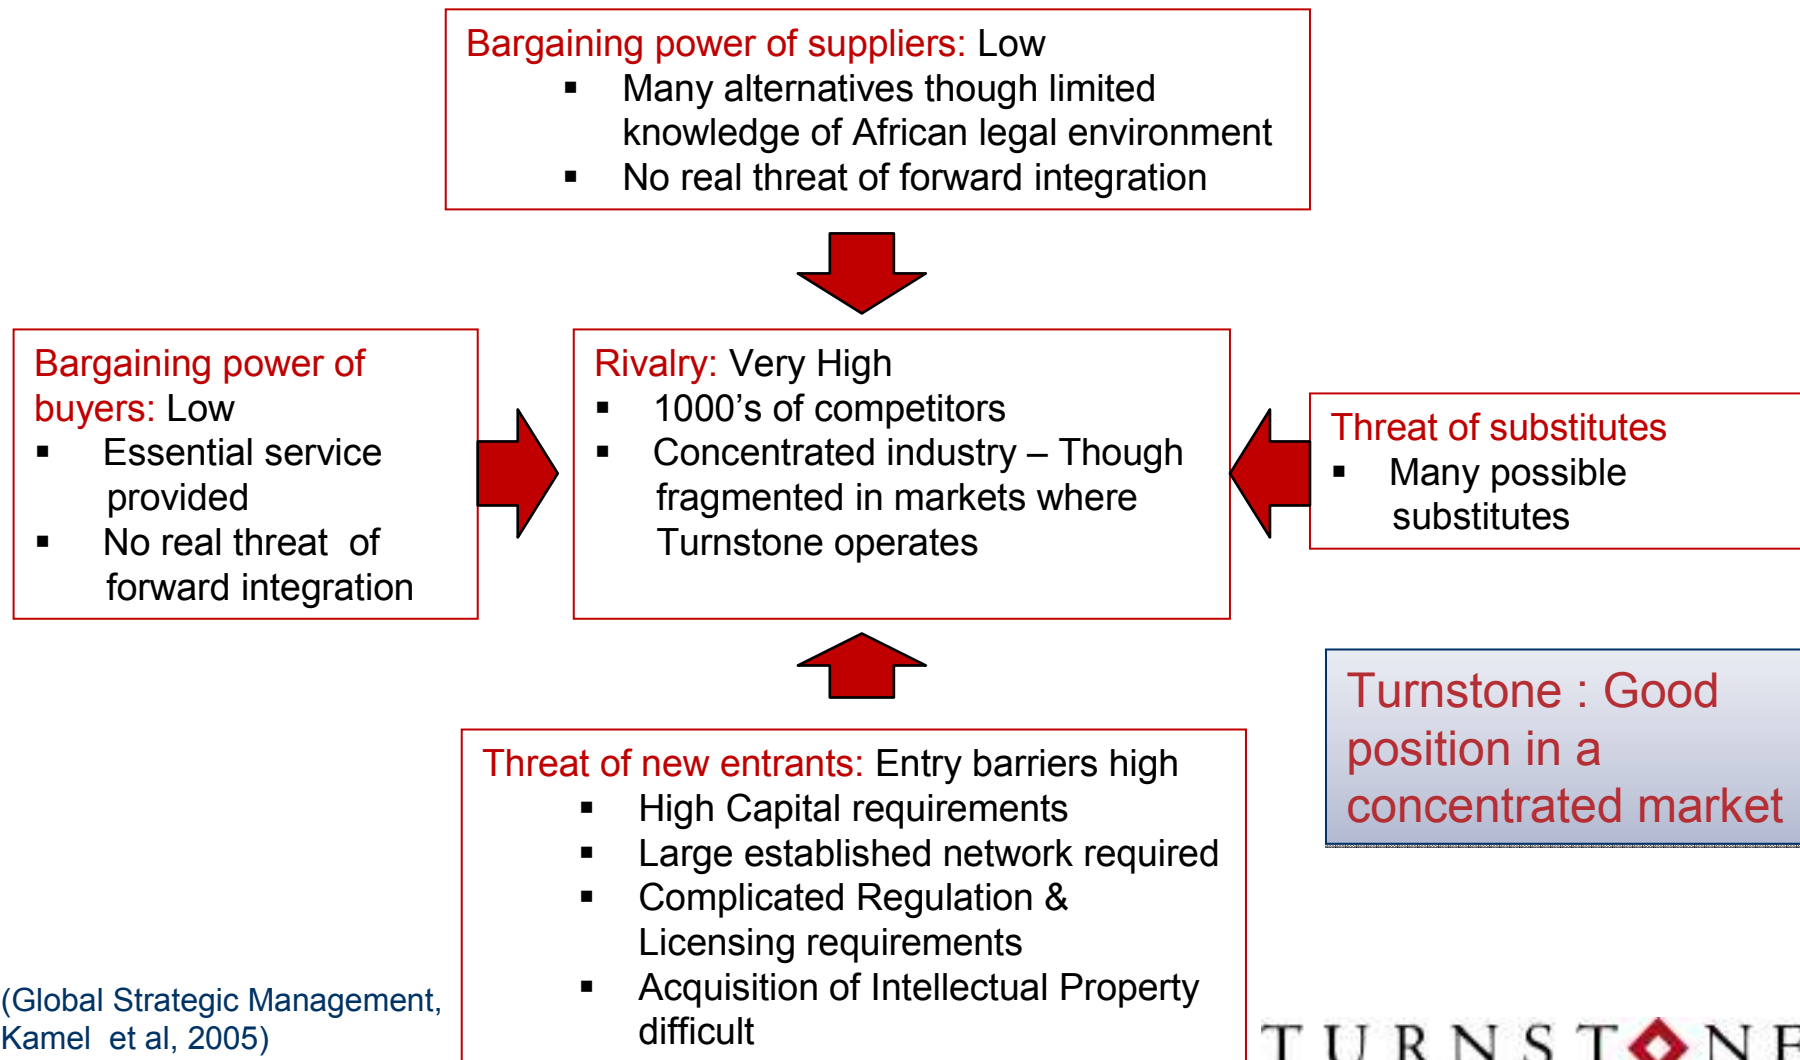 Bargaining power of suppliers: Low
▪ Many alternatives though limited
knowledge of African legal environment
▪ No real threat of forward integration
Bargaining power of
buyers: Low
▪ Essential service
provided
▪ No real threat of
forward integration
Rivalry: Very High
▪ 1000’s of competitors
▪ Concentrated industry – Though
fragmented in markets where
Turnstone operates
Threat of substitutes
▪ Many possible
substitutes
Threat of new entrants: Entry barriers high
▪ High Capital requirements
▪ Large established network required
▪ Complicated Regulation &
Licensing requirements
▪ Acquisition of Intellectual Property
difficult
Turnstone : Good
position in a
concentrated market
(Global Strategic Management,
Kamel et al, 2005)
TURNSTONE